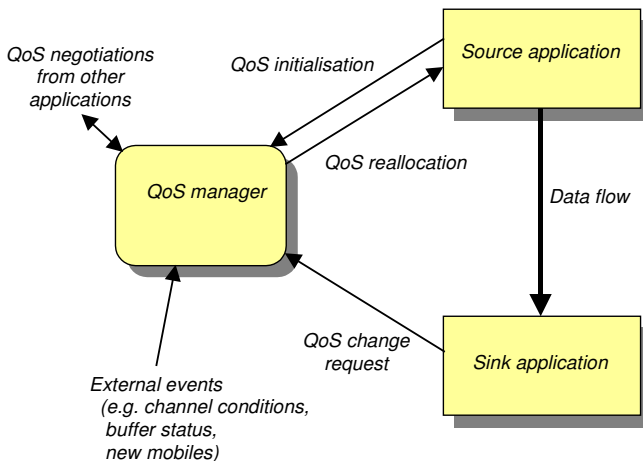 QoS negotiations
from other
applications
QoS initialisation
Source application
QoS reallocation
QoS manager
Data flow
QoS change
request
Sink application
External events
(e.g. channel conditions,
buffer status,
new mobiles)